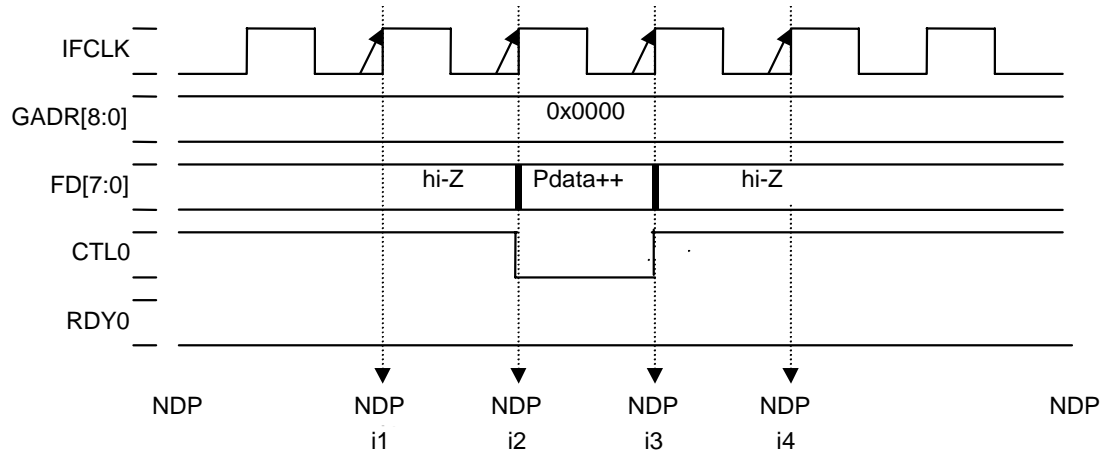 IFCLK
GADR[8:0]
0x0000
FD[7:0]
hi-Z Pdata++ hi-Z
CTL0
RDY0
NDP NDP NDP NDP NDP NDP
i1 i2 i3 i4